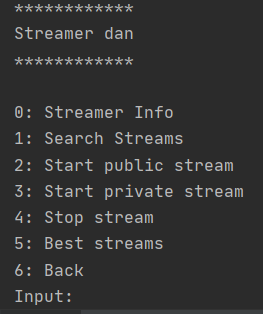 ************
Streamer dan
************
0: Streamer Info
1: Search Streams
2: Start public stream
3: Start private stream
4: Stop stream
5: Best streams
6: Back
Input: